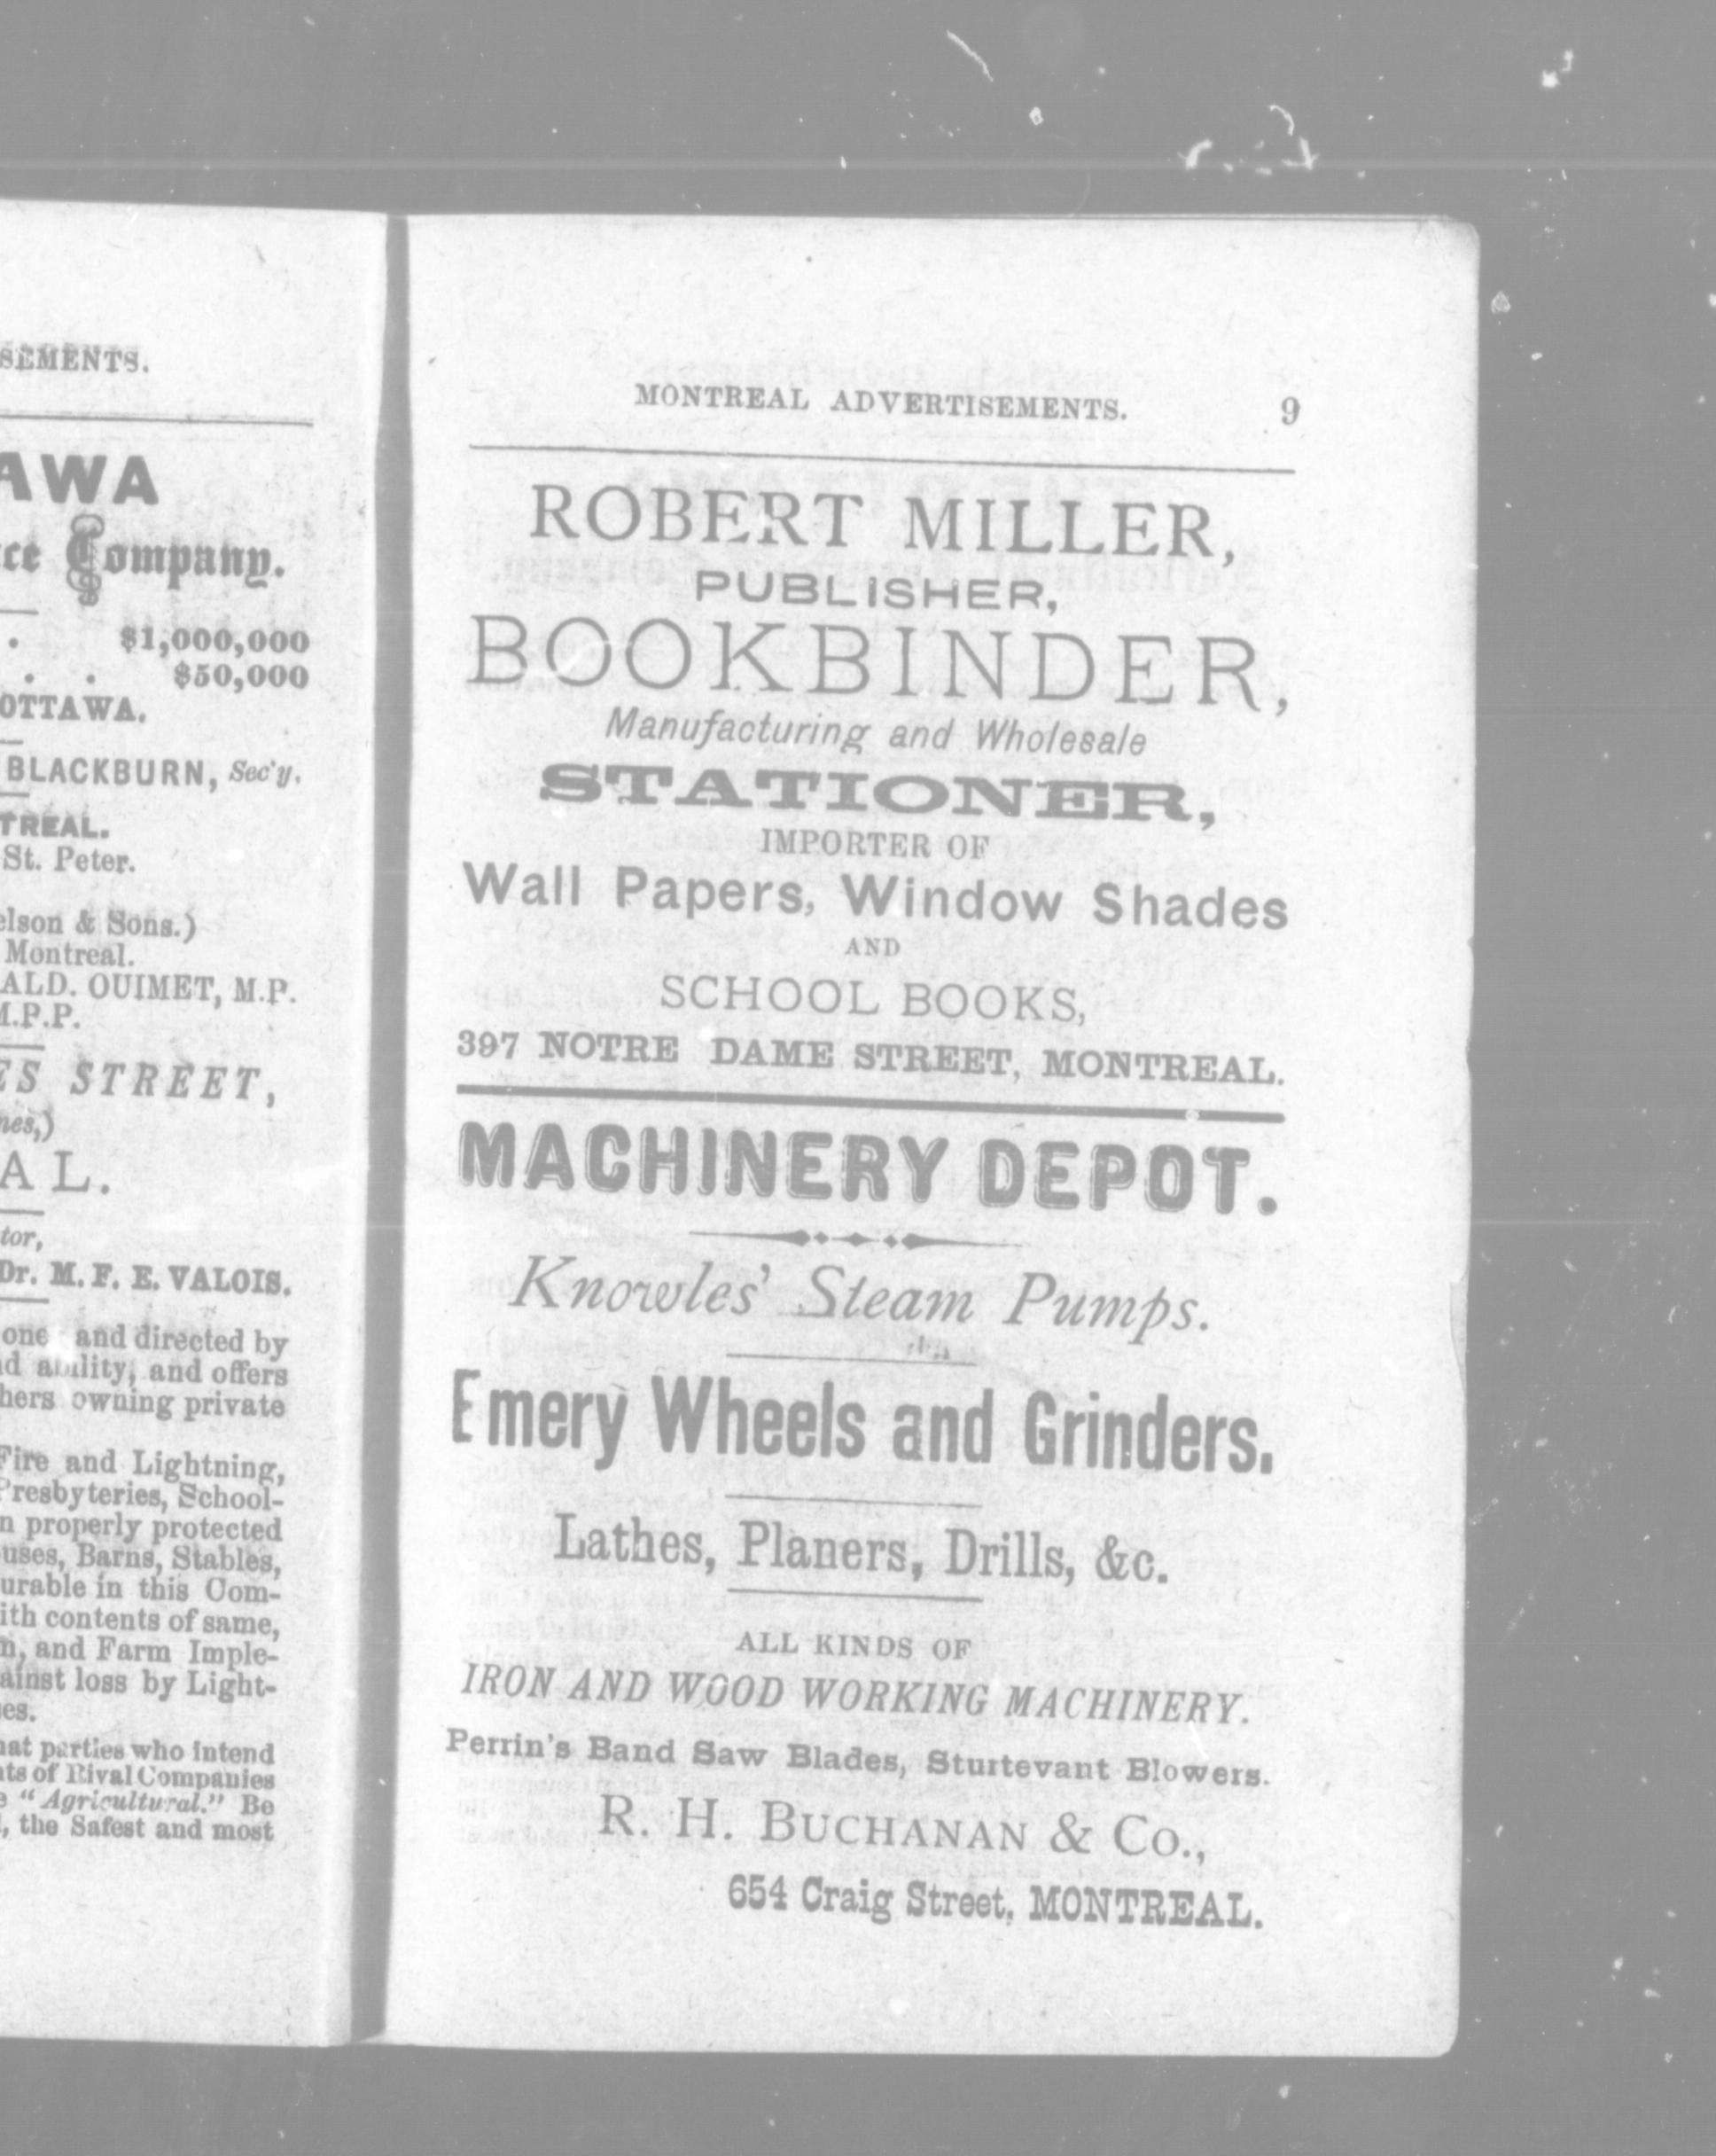 SEMENTS.
AWA
ce Company.
. $1,000,000
. . $50,000
OTTAWA.
BLACKBURN, Sec'y.
TREAL.
St. Peter.
elson & Sons.)
Montreal.
ALD. OUIMET, M.P.
M.P.P.
ES STREET,
nes,)
AL.
tor,
Dr. M. F. E. VALOIS.
one and directed by
d ability, and offers
hers owning private
Fire and Lightning,
Presbyteries, School-
n properly protected
uses, Barns, Stables,
urable in this Com-
ith contents of same,
n, and Farm Imple-
ainst loss by Light-
es.
hat parties who intend
nts of Rival Companies
e "Agricultural." Be
, the Safest and most
MONTREAL ADVERTISEMENTS. 9
ROBERT MILLER,
PUBLISHER,
BOOKBINDER,
Manufacturing and Wholesale
STATIONER,
IMPORTER OF
Wall Papers, Window Shades
AND
SCHOOL BOOKS,
397 NOTRE DAME STREET, MONTREAL.
MACHINERY DEPOT.
Knowles' Steam Pumps.
Emery Wheels and Grinders.
Lathes, Planers, Drills, &c.
ALL KINDS OF
IRON AND WOOD WORKING MACHINERY.
Perrin's Band Saw Blades, Sturtevant Blowers.
R. H. BUCHANAN & CO.,
654 Craig Street, MONTREAL.